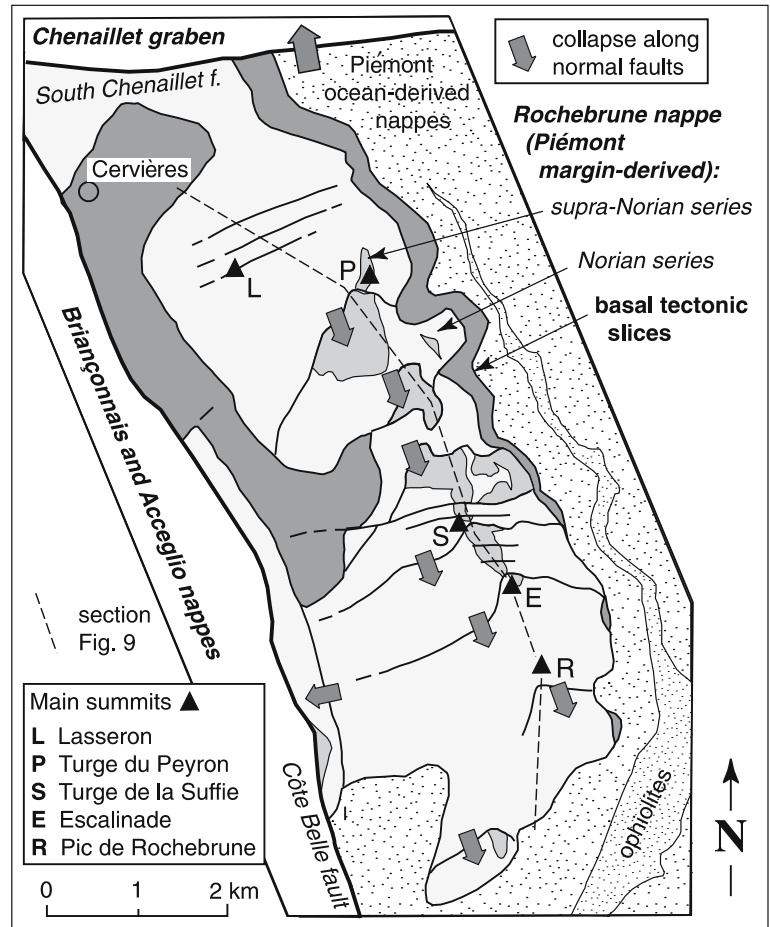 Chenaillet graben
South Chenaillet f.
Piémont
ocean-derived
nappes
collapse along
normal faults
Rochebrune nappe
(Piémont
margin-derived):
supra-Norian series
Norian series
basal tectonic
slices
Cervières
L
P
S
E
R
Briançonnais and Acceglio nappes
section
Fig. 9
Main summits
L Lasseron
P Turge du Peyron
S Turge de la Suffie
E Escalinade
R Pic de Rochebrune
0 1 2 km
Côte Belle fault
ophiolites
N